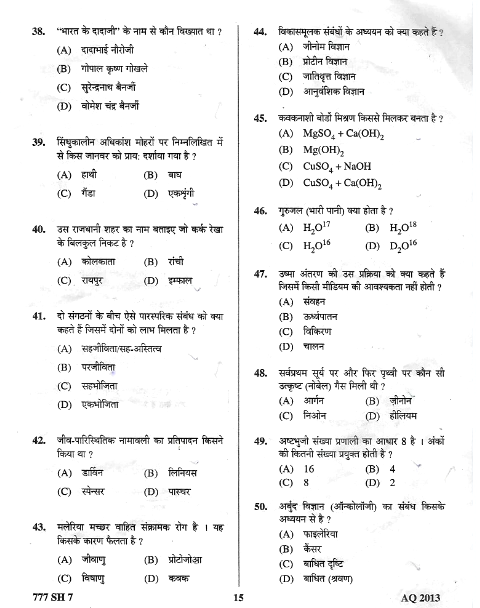 38. "भारत के दादाजी" के नाम से कौन विख्यात था ?
(A) दादाभाई नौरोजी
(B) गोपाल कृष्ण गोखले
(C) सुरेन्द्रनाथ बैनर्जी
(D) वोमेश चंद्र बैनर्जी
39. सिंधुकालीन अधिकांश मोहरों पर निम्नलिखित में
से किस जानवर को प्राय: दर्शाया गया है ?
(A) हाथी (B) बाघ
(C) गैंडा (D) एकशृंगी
40. उस राजधानी शहर का नाम बताइए जो कर्क रेखा
के बिलकुल निकट है ?
(A) कोलकाता (B) रांची
(C) रायपुर (D) इम्फाल
41. दो संगठनों के बीच ऐसे पारस्परिक संबंध को क्या
कहते हैं जिसमें दोनों को लाभ मिलता है ?
(A) सहजीविता/सह-अस्तित्व
(B) परजीविता
(C) सहभोजिता
(D) एकभोजिता
42. जीव-पारिस्थितिक नामावली का प्रतिपादन किसने
किया था ?
(A) डार्विन (B) लिनियस
(C) स्पेन्सर (D) पास्चर
43. मलेरिया मच्छर वाहित संक्रामक रोग है । यह
किसके कारण फैलता है ?
(A) जीवाणु (B) प्रोटोजोआ
(C) विषाणु (D) कवक
44. विकासमूलक संबंधों के अध्ययन को क्या कहते हैं ?
(A) जीनोम विज्ञान
(B) प्रोटीन विज्ञान
(C) जातिवृत्त विज्ञान
(D) आनुवंशिक विज्ञान
45. कवकनाशी बोर्डो मिश्रण किससे मिलकर बनता है ?
(A) MgSO₄ + Ca(OH)₂
(B) Mg(OH)₂
(C) CuSO₄ + NaOH
(D) CuSO₄ + Ca(OH)₂
46. गुरुजल (भारी पानी) क्या होता है ?
(A) H₂O¹⁷ (B) H₂O¹⁸
(C) H₂O¹⁶ (D) D₂O¹⁶
47. उष्मा अंतरण को उस प्रक्रिया को क्या कहते हैं
जिसमें किसी मीडियम की आवश्यकता नहीं होती ?
(A) संवहन
(B) ऊर्ध्वपातन
(C) विकिरण
(D) चालन
48. सर्वप्रथम सूर्य पर और फिर पृथ्वी पर कौन सी
उत्कृष्ट (नोबेल) गैस मिली थी ?
(A) आर्गन (B) ज़ीनोन
(C) निओन (D) हीलियम
49. अष्टभुजी संख्या प्रणाली का आधार 8 है । अंकों
की कितनी संख्या प्रयुक्त होती है ?
(A) 16 (B) 4
(C) 8 (D) 2
50. अर्बुद विज्ञान (ऑन्कोलॉजी) का संबंध किसके
अध्ययन से है ?
(A) फाइलेरिया
(B) कैंसर
(C) बाधित दृष्टि
(D) बाधित (श्रवण)
777 SH 7 15 AQ 2013